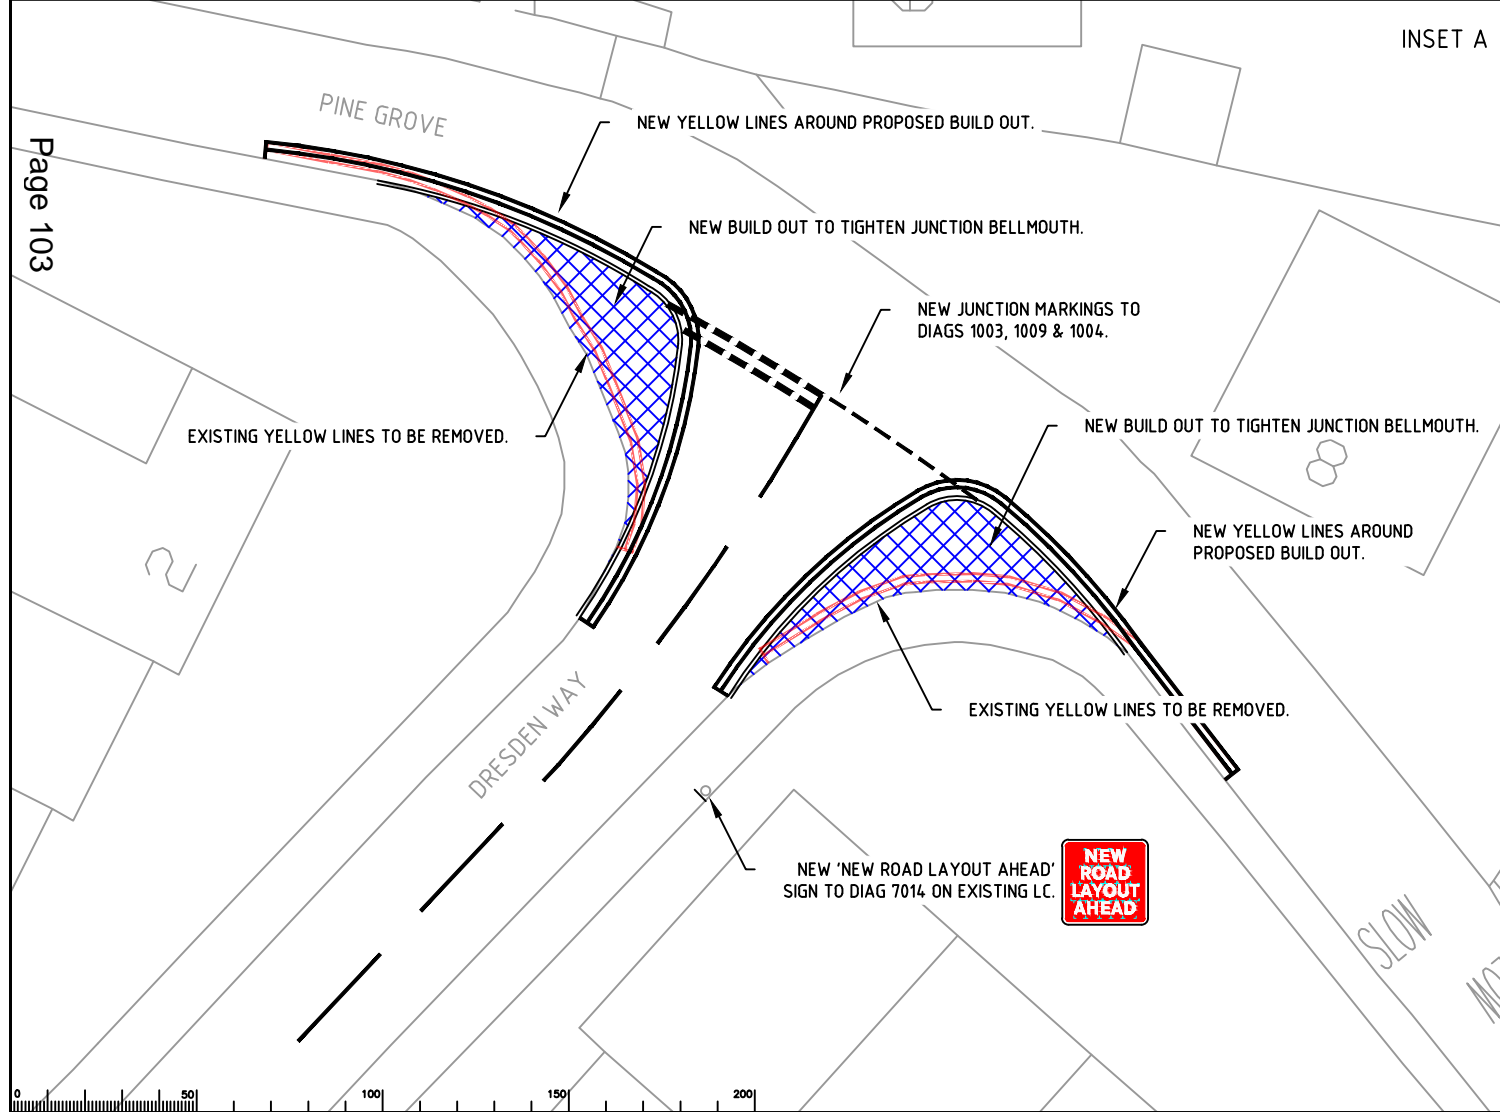 INSET A
PINE GROVE
NEW YELLOW LINES AROUND PROPOSED BUILD OUT.
Page 103
NEW BUILD OUT TO TIGHTEN JUNCTION BELLMOUTH.
NEW JUNCTION MARKINGS TO
DIAGS 1003, 1009 & 1004.
EXISTING YELLOW LINES TO BE REMOVED.
NEW BUILD OUT TO TIGHTEN JUNCTION BELLMOUTH.
8
NEW YELLOW LINES AROUND
PROPOSED BUILD OUT.
2
DRESDEN WAY
EXISTING YELLOW LINES TO BE REMOVED.
NEW 'NEW ROAD LAYOUT AHEAD'
SIGN TO DIAG 7014 ON EXISTING LC.
NEW
ROAD
LAYOUT
AHEAD
SLOW
0 50 100 150 200